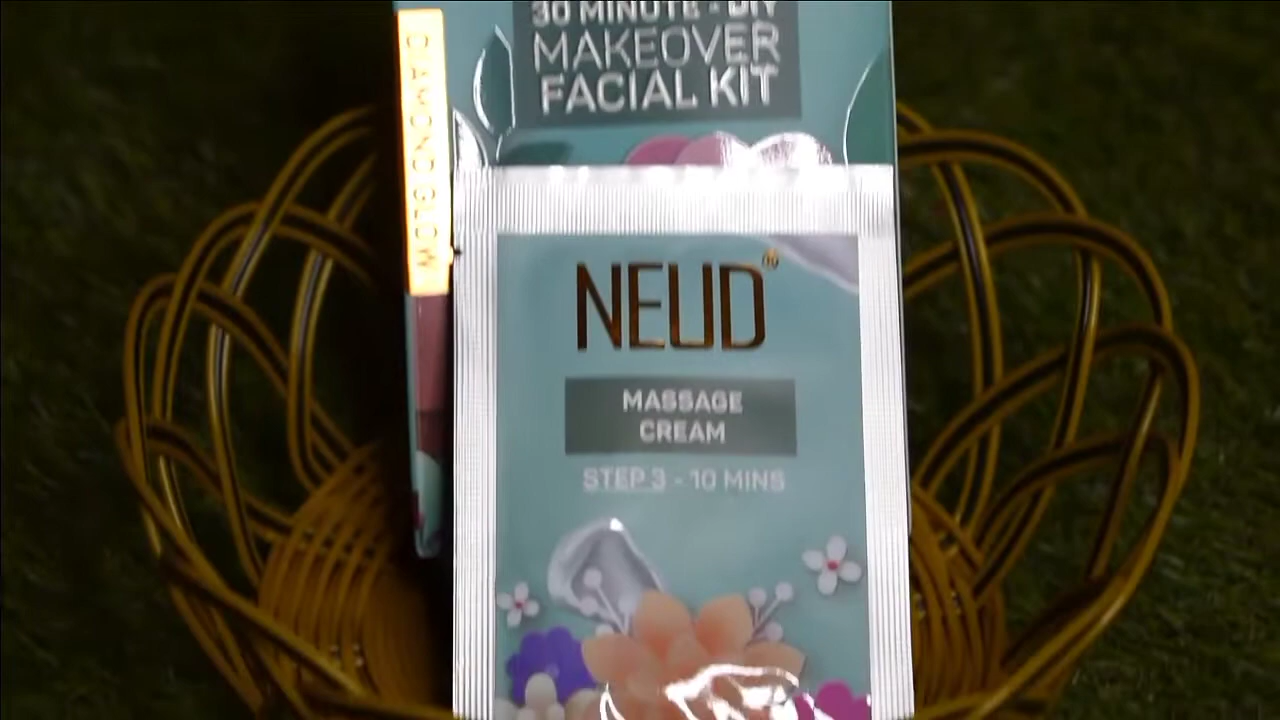 30 MINUTE - DIY
MAKEOVER
FACIAL KIT
DIAMOND GLOW
NEUD®
MASSAGE
CREAM
STEP 3 - 10 MINS